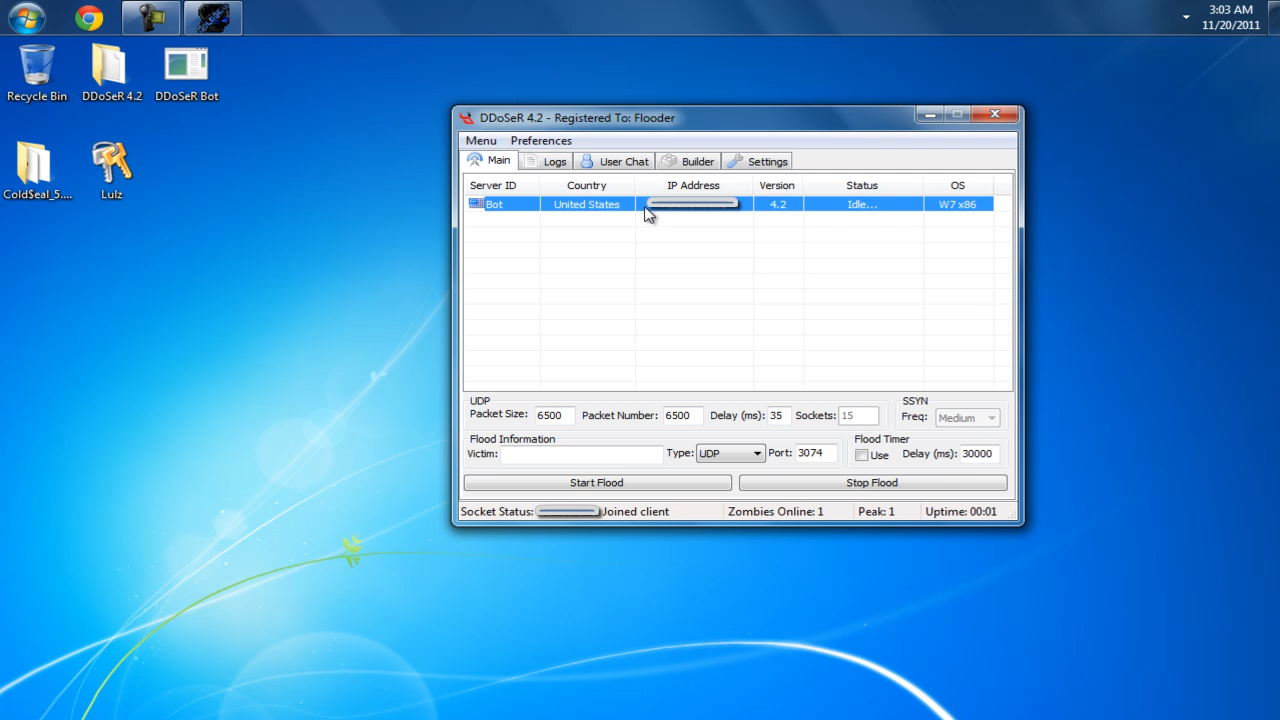 3:03 AM
11/20/2011
Recycle Bin
DDoSeR 4.2
DDoSeR Bot
Cold$eal_5....
Lulz
DDoSeR 4.2 - Registered To: Flooder
Menu Preferences
Main Logs User Chat Builder Settings
Server ID Country IP Address Version Status OS
Bot United States 4.2 Idle... W7 x86
UDP SSYN
Packet Size: 6500 Packet Number: 6500 Delay (ms): 35 Sockets: 15 Freq: Medium
Flood Information Flood Timer
Victim: Type: UDP Port: 3074 Use Delay (ms): 30000
Start Flood Stop Flood
Socket Status: Joined client Zombies Online: 1 Peak: 1 Uptime: 00:01